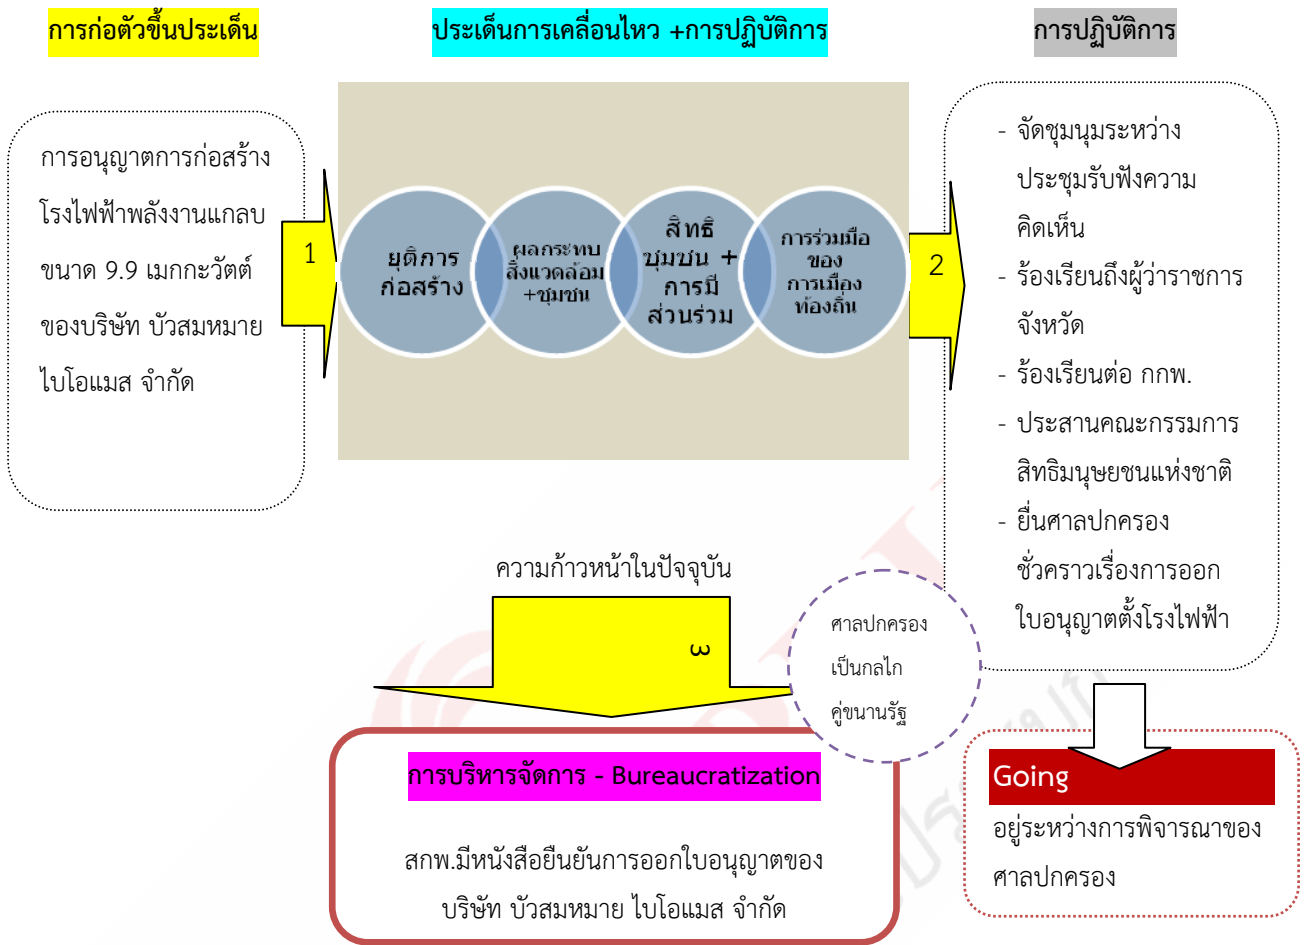 การก่อตัวขึ้นประเด็น
ประเด็นการเคลื่อนไหว +การปฏิบัติการ
การปฏิบัติการ
การอนุญาตการก่อสร้าง
โรงไฟฟ้าพลังงานแกลบ
ขนาด 9.9 เมกกะวัตต์
ของบริษัท บัวสมหมาย
ไบโอแมส จำกัด
1
ยุติการ
ก่อสร้าง
ผลกระทบ
สิ่งแวดล้อม
+ชุมชน
สิทธิ
ชุมชน +
การมี
ส่วนร่วม
การร่วมมือ
ของ
การเมือง
ท้องถิ่น
2
- จัดชุมนุมระหว่าง
ประชุมรับฟังความ
คิดเห็น
- ร้องเรียนถึงผู้ว่าราชการ
จังหวัด
- ร้องเรียนต่อ กกพ.
- ประสานคณะกรรมการ
สิทธิมนุษยชนแห่งชาติ
- ยื่นศาลปกครอง
ชั่วคราวเรื่องการออก
ใบอนุญาตตั้งโรงไฟฟ้า
ความก้าวหน้าในปัจจุบัน
3
ศาลปกครอง
เป็นกลไก
คู่ขนานรัฐ
การบริหารจัดการ - Bureaucratization
สกพ.มีหนังสือยืนยันการออกใบอนุญาตของ
บริษัท บัวสมหมาย ไบโอแมส จำกัด
Going
อยู่ระหว่างการพิจารณาของ
ศาลปกครอง